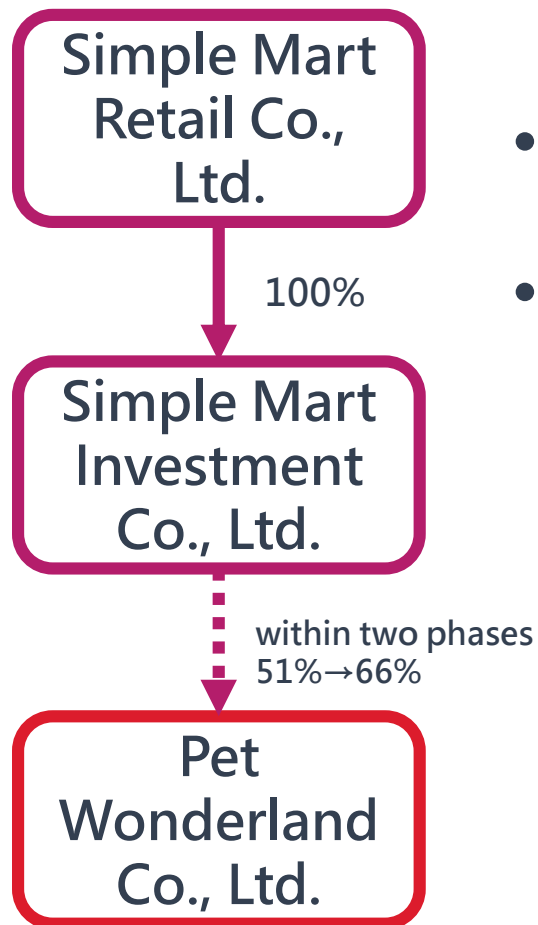 Simple Mart
Retail Co.,
Ltd.
•
100%
•
Simple Mart
Investment
Co., Ltd.
within two phases
51%→66%
Pet
Wonderland
Co., Ltd.